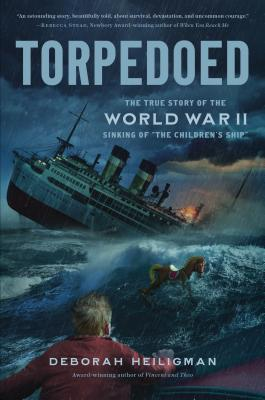 "An astounding story, beautifully told, about survival, devastation, and uncommon courage."
—Rebecca Stead, Newbery Award-winning author of When You Reach Me
TORPEDOED
THE TRUE STORY OF THE
WORLD WAR II
SINKING OF "THE CHILDREN'S SHIP"
DEBORAH HEILIGMAN
Award-winning author of Vincent and Theo